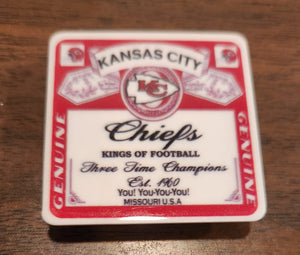 KANSAS CITY
KC
Chiefs
KINGS OF FOOTBALL
Three Time Champions
Est. 1960
You! You-You-You!
MISSOURI U.S.A
GENUINE
GENUINE